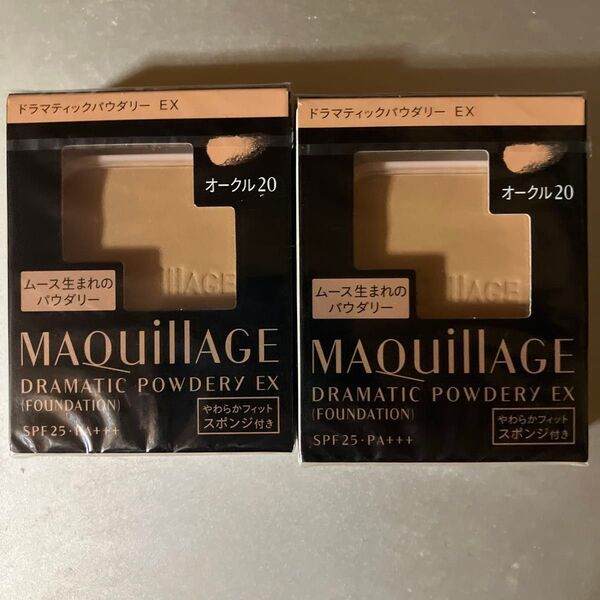 ドラマティックパウダリー EX
オークル20
illAGE
ムース生まれの
パウダリー
MAQuillAGE
DRAMATIC POWDERY EX
(FOUNDATION)
SPF25・PA+++
やわらかフィット
スポンジ付き
ドラマティックパウダリー EX
オークル20
illAGE
ムース生まれの
パウダリー
MAQuillAGE
DRAMATIC POWDERY EX
(FOUNDATION)
SPF25・PA+++
やわらかフィット
スポンジ付き